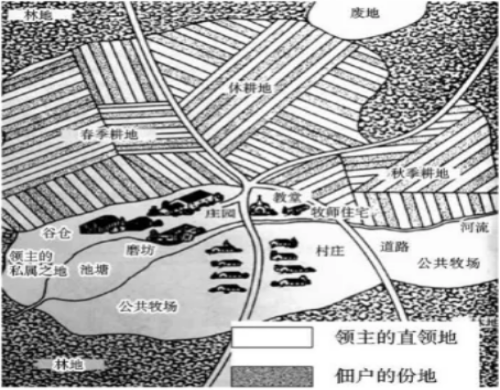 林地
废地
休耕地
春季耕地
秋季耕地
教堂
庄园
牧师住宅
谷仓
河流
磨坊
村庄
道路
领主的
私属之地
池塘
公共牧场
公共牧场
林地
领主的直领地
佃户的份地